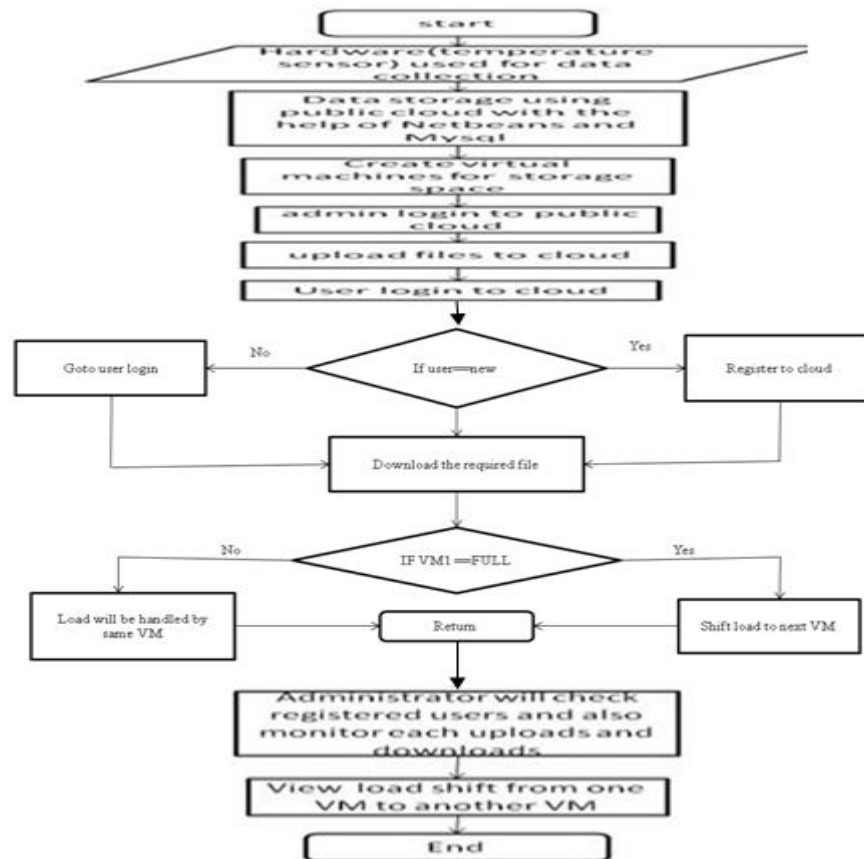 start
Hardware(temperature
sensor) used for data
collection
Data storage using
public cloud with the
help of Netbeans and
Mysql
Create virtual
machines for storage
space
admin login to public
cloud
upload files to cloud
User login to cloud
No
Yes
Goto user login
If user==new
Register to cloud
Download the required file
No
Yes
IF VM1 ==FULL
Load will be handled by
same VM
Return
Shift load to next VM
Administrator will check
registered users and also
monitor each uploads and
downloads
View load shift from one
VM to another VM
End